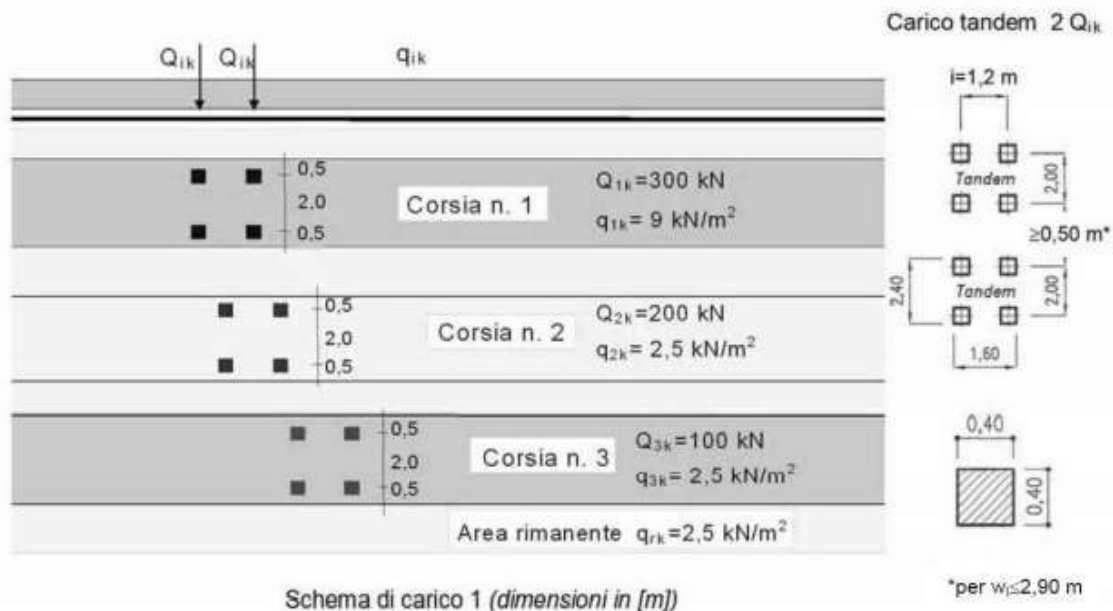 Carico tandem 2 Qik
Qik Qik qik
i=1,2 m
0,5
2.0
0,5
Corsia n. 1
Q1k=300 kN
q1k= 9 kN/m²
Tandem
2,00
≥0,50 m*
0,5
2,0
0,5
Corsia n. 2
Q2k=200 kN
q2k= 2,5 kN/m²
2,40
Tandem
2,00
1,60
0,5
2.0
0,5
Corsia n. 3
Q3k=100 kN
q3k= 2,5 kN/m²
0,40
0,40
Area rimanente qrk=2,5 kN/m²
Schema di carico 1 (dimensioni in [m])
*per wl≤2,90 m